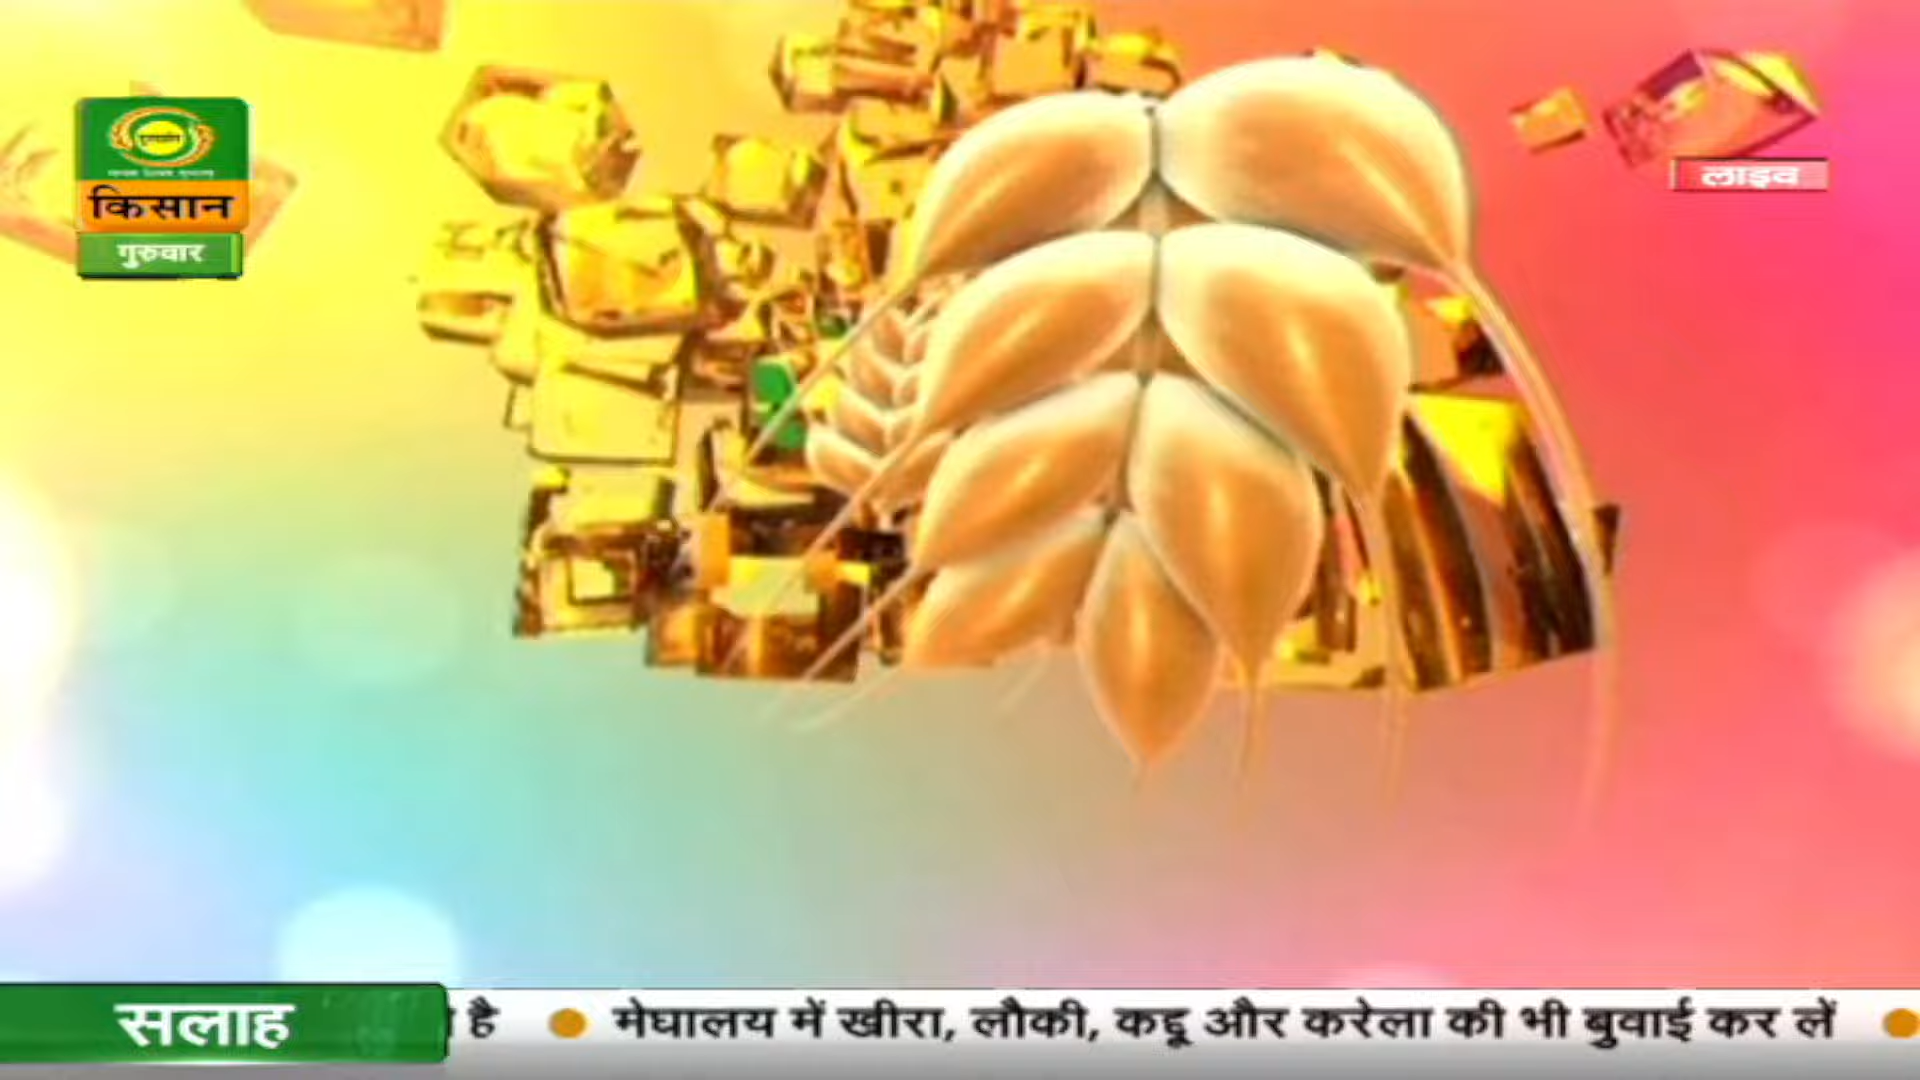 किसान
गुरुवार
लाइव
सलाह
है ● मेघालय में खीरा, लौकी, कद्दू और करेला की भी बुवाई कर लें